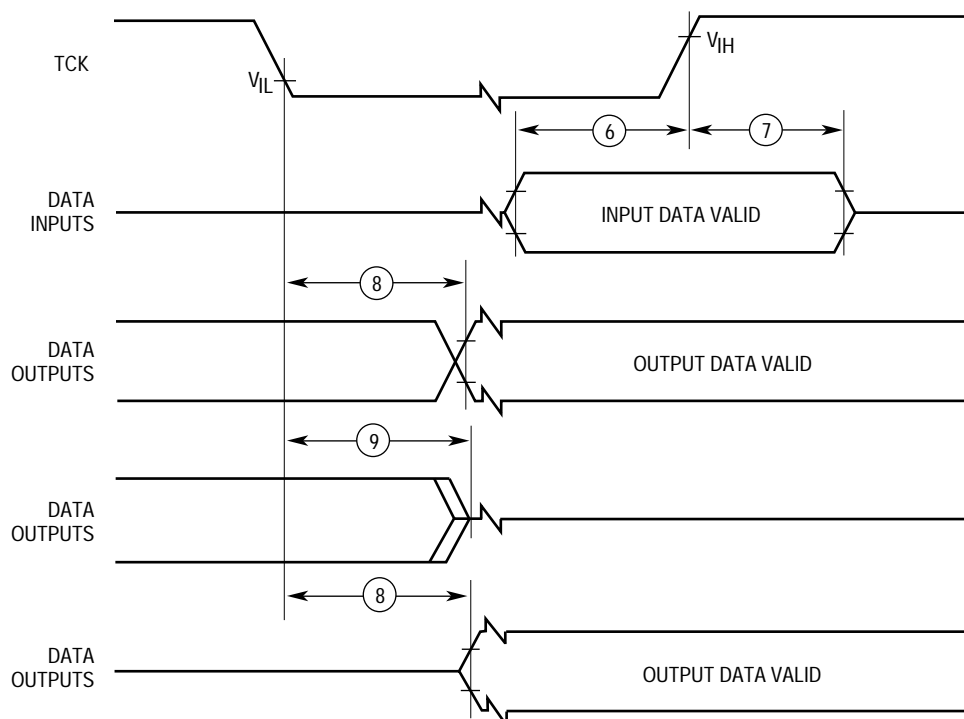 TCK
VIL
VIH
6
7
DATA
INPUTS
INPUT DATA VALID
8
DATA
OUTPUTS
OUTPUT DATA VALID
9
DATA
OUTPUTS
8
DATA
OUTPUTS
OUTPUT DATA VALID